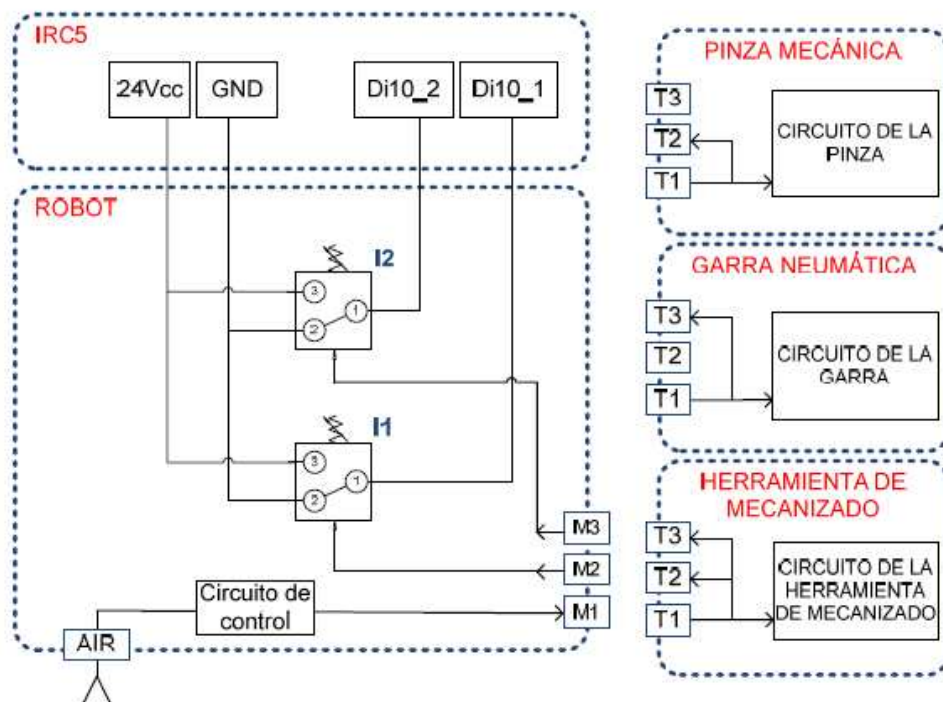 IRC5
24Vcc
GND
Di10_2
Di10_1
ROBOT
I2
3
1
2
I1
3
1
2
M3
M2
M1
Circuito de
control
AIR
PINZA MECÁNICA
T3
T2
T1
CIRCUITO DE LA
PINZA
GARRA NEUMÁTICA
T3
T2
T1
CIRCUITO DE LA
GARRA
HERRAMIENTA DE
MECANIZADO
T3
T2
T1
CIRCUITO DE LA
HERRAMIENTA
DE MECANIZADO